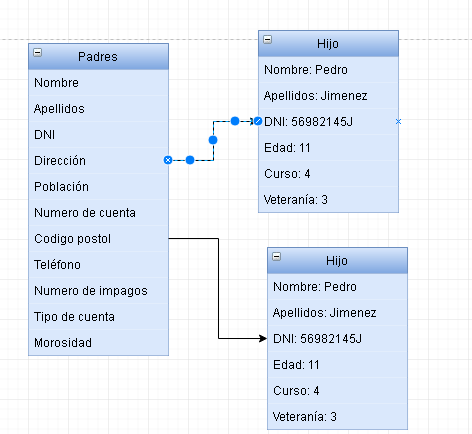 Padres
Nombre
Apellidos
DNI
Dirección
Población
Numero de cuenta
Codigo postol
Teléfono
Numero de impagos
Tipo de cuenta
Morosidad
Hijo
Nombre: Pedro
Apellidos: Jimenez
DNI: 56982145J
Edad: 11
Curso: 4
Veteranía: 3
Hijo
Nombre: Pedro
Apellidos: Jimenez
DNI: 56982145J
Edad: 11
Curso: 4
Veteranía: 3